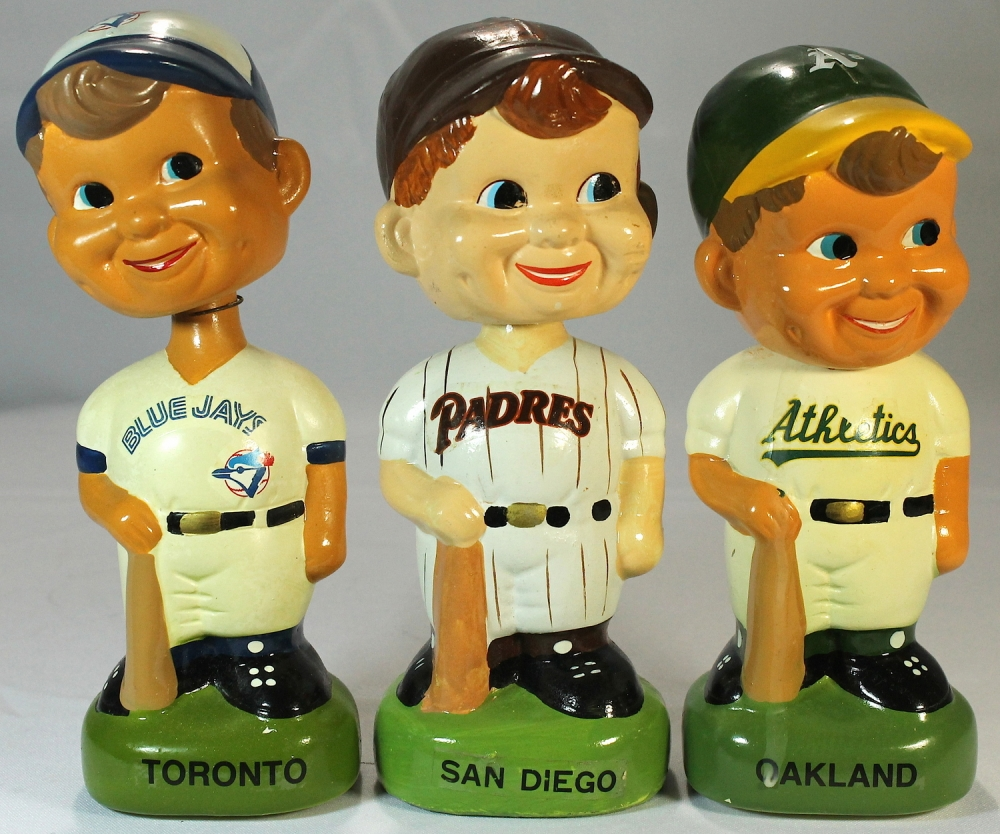 A's
BLUE JAYS
PADRES
Athletics
TORONTO
SAN DiEGO
OAKLAND